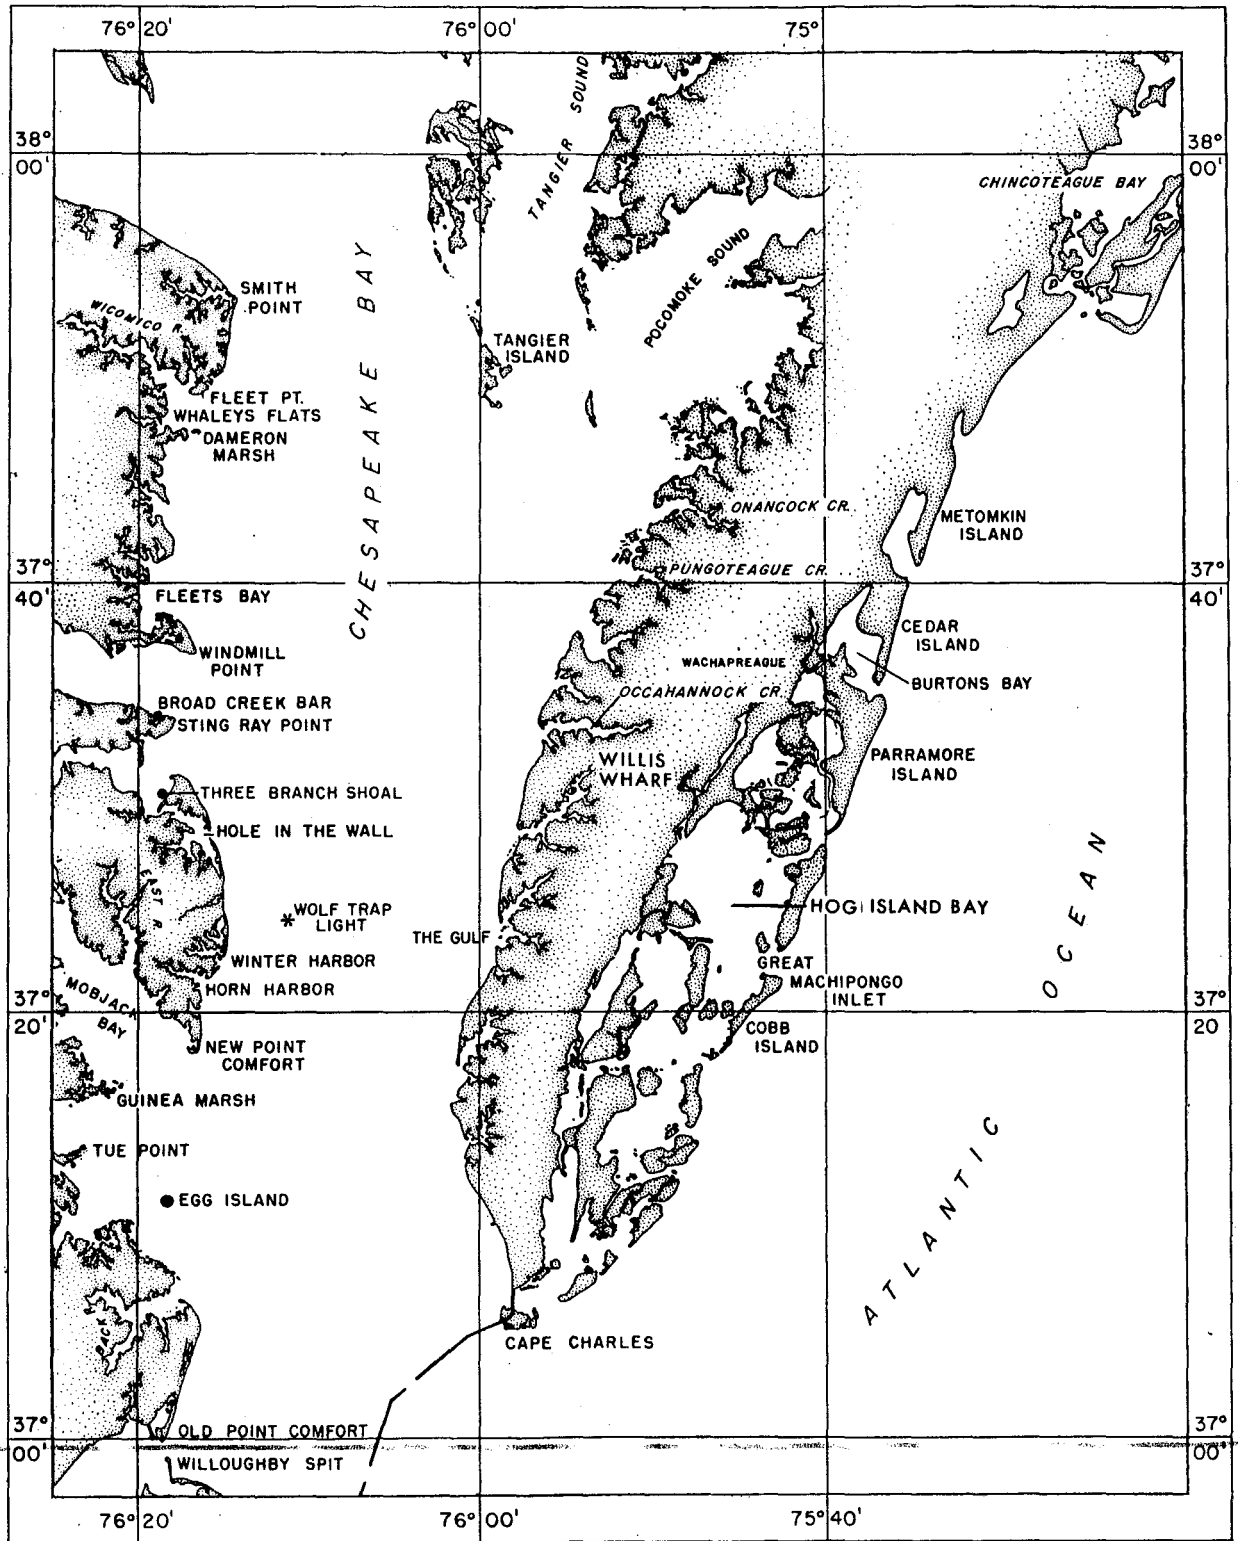 76°20'
76°00'
75°
38°
00'
38°
00'
TANGIER SOUND
CHINCOTEAGUE BAY
POCOMOKE SOUND
CHESAPEAKE BAY
SMITH
POINT
WICOMICO R.
TANGIER
ISLAND
FLEET PT.
WHALEYS FLATS
DAMERON
MARSH
ONANCOCK CR.
METOMKIN
ISLAND
PUNGOTEAGUE CR.
37°
40'
37°
40'
FLEETS BAY
CEDAR
ISLAND
WINDMILL
POINT
WACHAPREAGUE
BURTONS BAY
OCCAHANNOCK CR.
BROAD CREEK BAR
STING RAY POINT
WILLIS
WHARF
PARRAMORE
ISLAND
THREE BRANCH SHOAL
HOLE IN THE WALL
EAST R.
WOLF TRAP
LIGHT
HOG ISLAND BAY
THE GULF
WINTER HARBOR
GREAT
MACHIPONGO
INLET
HORN HARBOR
MOBJACK
BAY
37°
20'
37°
20
COBB
ISLAND
NEW POINT
COMFORT
GUINEA MARSH
TUE POINT
EGG ISLAND
ATLANTIC OCEAN
BACK
CAPE CHARLES
37°
00'
37°
00'
OLD POINT COMFORT
WILLOUGHBY SPIT
76°20'
76°00'
75°40'